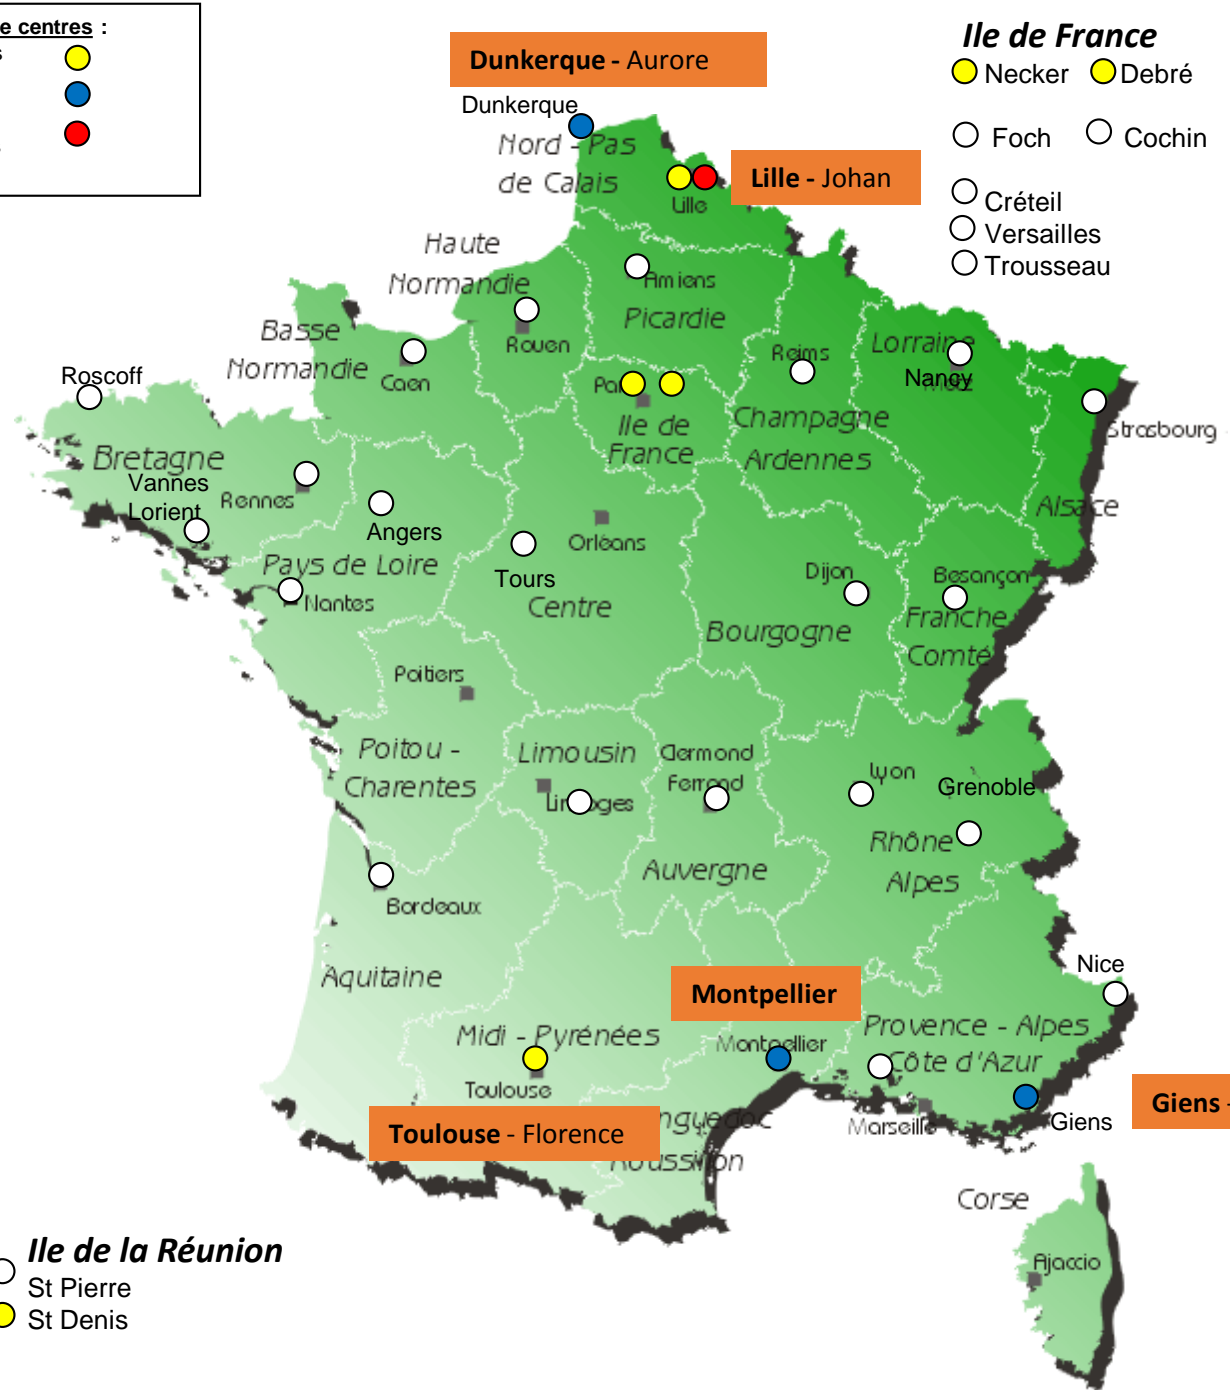 e centres :
s
Dunkerque - Aurore
Ile de France
Necker Debré
Foch Cochin
Créteil
Versailles
Trousseau
Dunkerque
Nord - Pas
de Calais
Lille - Johan
Lille
Haute
Normandie
Amiens
Picardie
Basse
Normandie
Rouen
Caen
Reims
Lorraine
Nancy
Roscoff
Ile de
France
Champagne
Ardennes
Strasbourg
Bretagne
Vannes
Lorient
Rennes
Angers
Alsace
Orléans
Pays de Loire
Tours
Nantes
Centre
Dijon
Besançon
Bourgogne
Franche
Comté
Poitiers
Poitou -
Charentes
Limousin
Limoges
Clermond
Ferrand
Lyon
Grenoble
Rhône
Alpes
Auvergne
Bordeaux
Aquitaine
Nice
Montpellier
Midi - Pyrénées
Montpellier
Provence - Alpes
Côte d'Azur
Toulouse
Toulouse - Florence
nguedoc
Roussillon
Marseille
Giens
Giens -
Corse
Ajaccio
Ile de la Réunion
St Pierre
St Denis